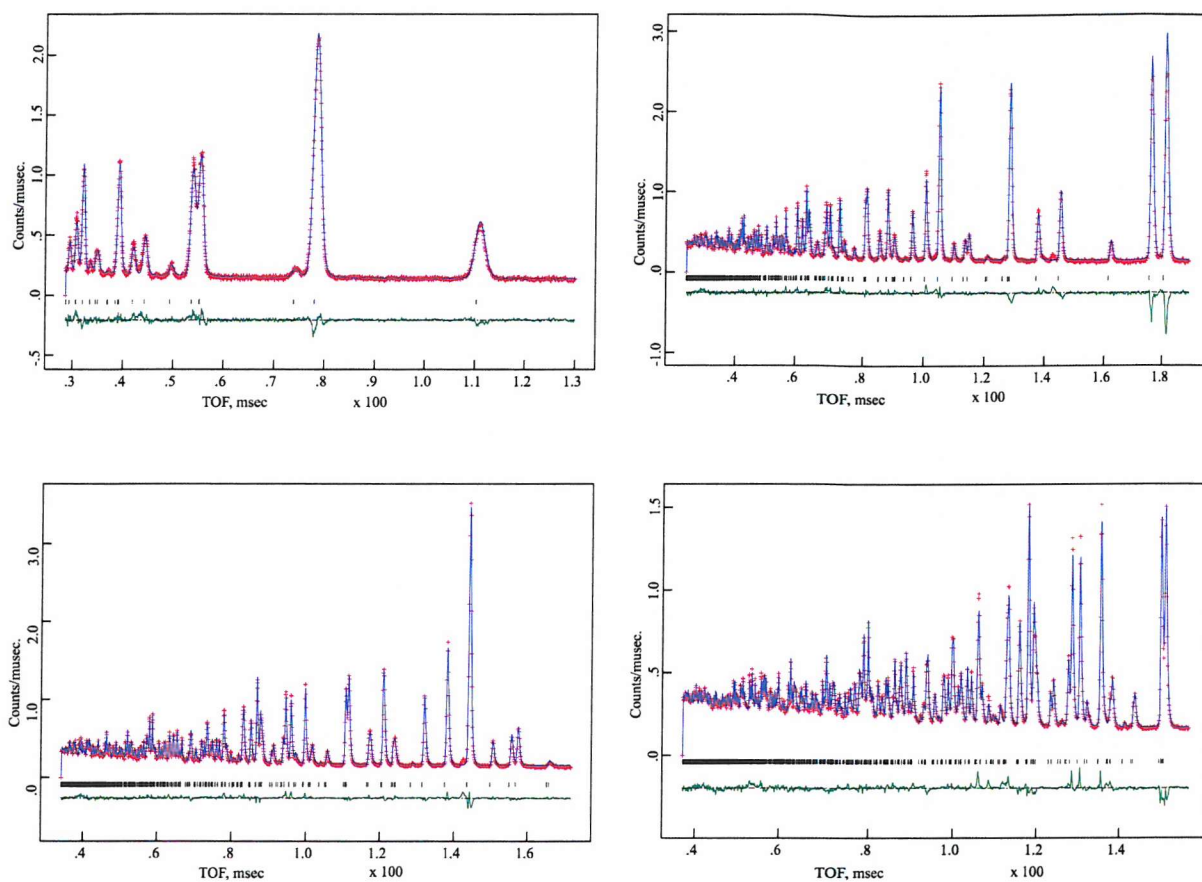 2.0
1.5
1.0
.5
.0
-.5
Counts/musec.
.3 .4 .5 .6 .7 .8 .9 1.0 1.1 1.2 1.3
TOF, msec x 100
3.0
2.0
1.0
.0
-1.0
Counts/musec.
.4 .6 .8 1.0 1.2 1.4 1.6 1.8
TOF, msec x 100
3.0
2.0
1.0
.0
Counts/musec.
.4 .6 .8 1.0 1.2 1.4 1.6
TOF, msec x 100
1.5
1.0
.5
.0
Counts/musec.
.4 .6 .8 1.0 1.2 1.4
TOF, msec x 100